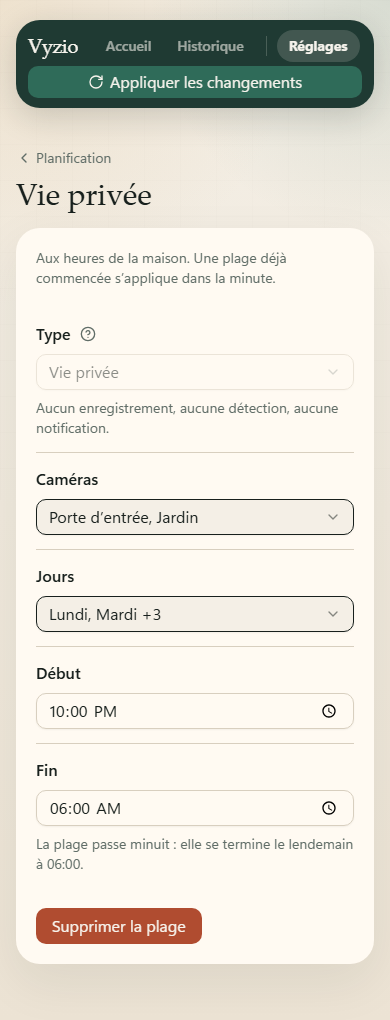 Vyzio
Accueil
Historique
Réglages
Appliquer les changements
Planification
Vie privée
Aux heures de la maison. Une plage déjà
commencée s’applique dans la minute.
Type
Vie privée
Aucun enregistrement, aucune détection, aucune
notification.
Caméras
Porte d’entrée, Jardin
Jours
Lundi, Mardi +3
Début
10:00 PM
Fin
06:00 AM
La plage passe minuit : elle se termine le lendemain
à 06:00.
Supprimer la plage